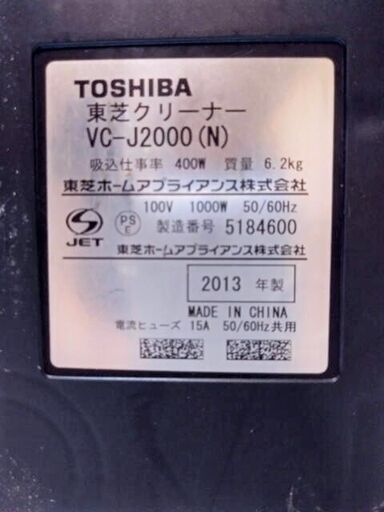 TOSHIBA
東芝クリーナー
VC-J2000(N)
吸込仕事率 400W 質量 6.2kg
東芝ホームアプライアンス株式会社
100V 1000W 50/60Hz
PS E 製造番号 5184600
JET 東芝ホームアプライアンス株式会社
2013 年製
MADE IN CHINA
電流ヒューズ 15A 50/60Hz共用